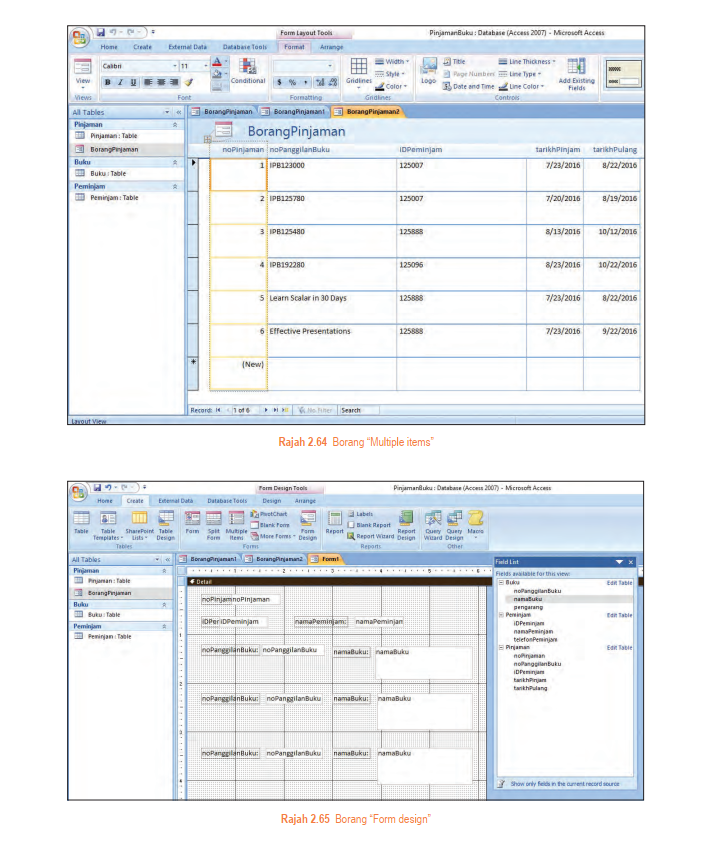 Form Layout Tools
PinjamanBuku : Database (Access 2007) - Microsoft Access
Home Create External Data Database Tools Format Arrange
View
Views
Calibri 11
B I U A
Font
Conditional
$ %
Formatting
Gridlines
Width
Style
Color
Gridlines
Logo
Title
Page Numbers
Date and Time
Line Thickness
Line Type
Line Color
Controls
Add Existing Fields
All Tables
Pinjaman
Pinjaman : Table
BorangPinjaman
Buku
Buku : Table
Peminjam
Peminjam : Table
BorangPinjaman BorangPinjaman1 BorangPinjaman2
BorangPinjaman
noPinjaman noPanggilanBuku IDPeminjam tarikhPinjam tarikhPulang
1 IPB123000 125007 7/23/2016 8/22/2016
2 IPB125780 125007 7/20/2016 8/19/2016
3 IPB125480 125888 8/13/2016 10/12/2016
4 IPB192280 125096 8/23/2016 10/22/2016
5 Learn Scalar in 30 Days 125888 7/23/2016 8/22/2016
6 Effective Presentations 125888 7/23/2016 9/22/2016
* (New)
Record: 1 of 6 No Filter Search
Layout View
Rajah 2.64 Borang “Multiple items”
Form Design Tools
PinjamanBuku : Database (Access 2007) - Microsoft Access
Home Create External Data Database Tools Design Arrange
Table
Table Templates
SharePoint Lists
Table Design
Tables
Form
Split Form
Multiple Items
PivotChart
Blank Form
More Forms
Form Design
Forms
Report
Labels
Blank Report
Report Wizard
Report Design
Reports
Query Wizard
Query Design
Macro
Other
All Tables
Pinjaman
Pinjaman : Table
BorangPinjaman
Buku
Buku : Table
Peminjam
Peminjam : Table
BorangPinjaman1 BorangPinjaman2 Form1
1 2 3 4 5 6
Detail
noPinjam noPinjaman
IDPer IDPeminjam namaPeminjam: namaPeminjan
1
noPanggilanBuku: noPanggilanBuku namaBuku: namaBuku
2
noPanggilanBuku: noPanggilanBuku namaBuku: namaBuku
3
noPanggilanBuku: noPanggilanBuku namaBuku: namaBuku
4
Field List
Fields available for this view:
Buku Edit Table
noPanggilanBuku
namaBuku
pengarang
Peminjam Edit Table
IDPeminjam
namaPeminjam
telefonPeminjam
Pinjaman Edit Table
noPinjaman
noPanggilanBuku
IDPeminjam
tarikhPinjam
tarikhPulang
Show only fields in the current record source
Rajah 2.65 Borang “Form design”